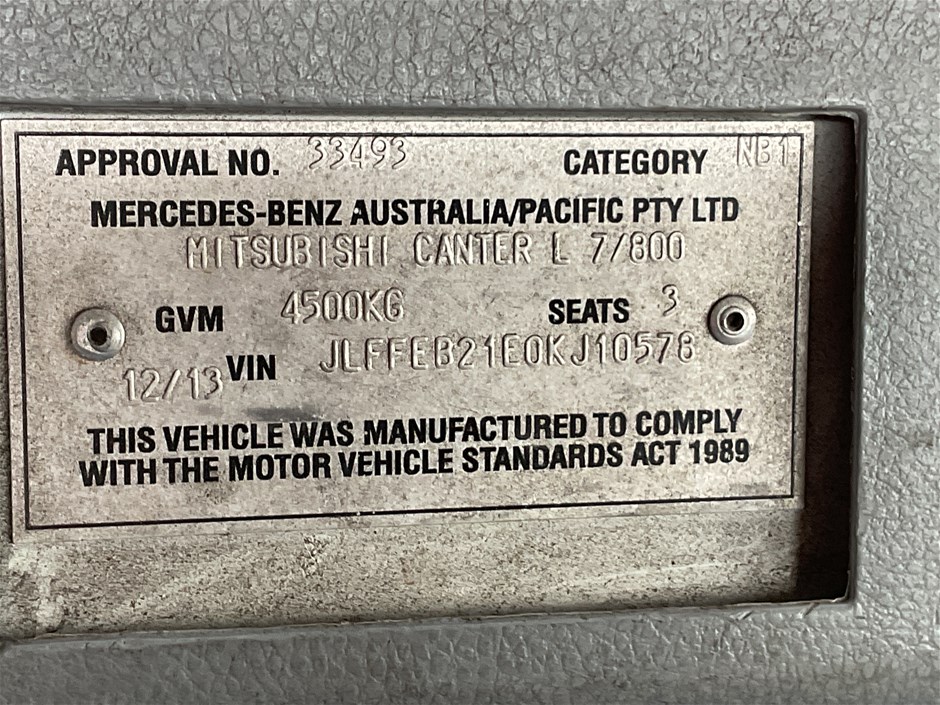 APPROVAL NO. 33493 CATEGORY NB1
MERCEDES-BENZ AUSTRALIA/PACIFIC PTY LTD
MITSUBISHI CANTER L 7/800
GVM 4500KG SEATS 3
12/13 VIN JLFFEB21E0KJ10578
THIS VEHICLE WAS MANUFACTURED TO COMPLY
WITH THE MOTOR VEHICLE STANDARDS ACT 1989